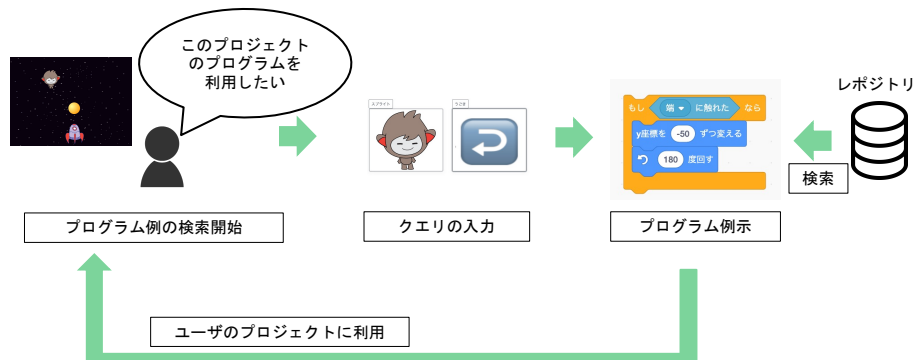 このプロジェクト
のプログラムを
利用したい
スプライト
うごき
もし 端 に触れた なら
y座標を -50 ずつ変える
180 度回す
レポジトリ
検索
プログラム例の検索開始
クエリの入力
プログラム例示
ユーザのプロジェクトに利用